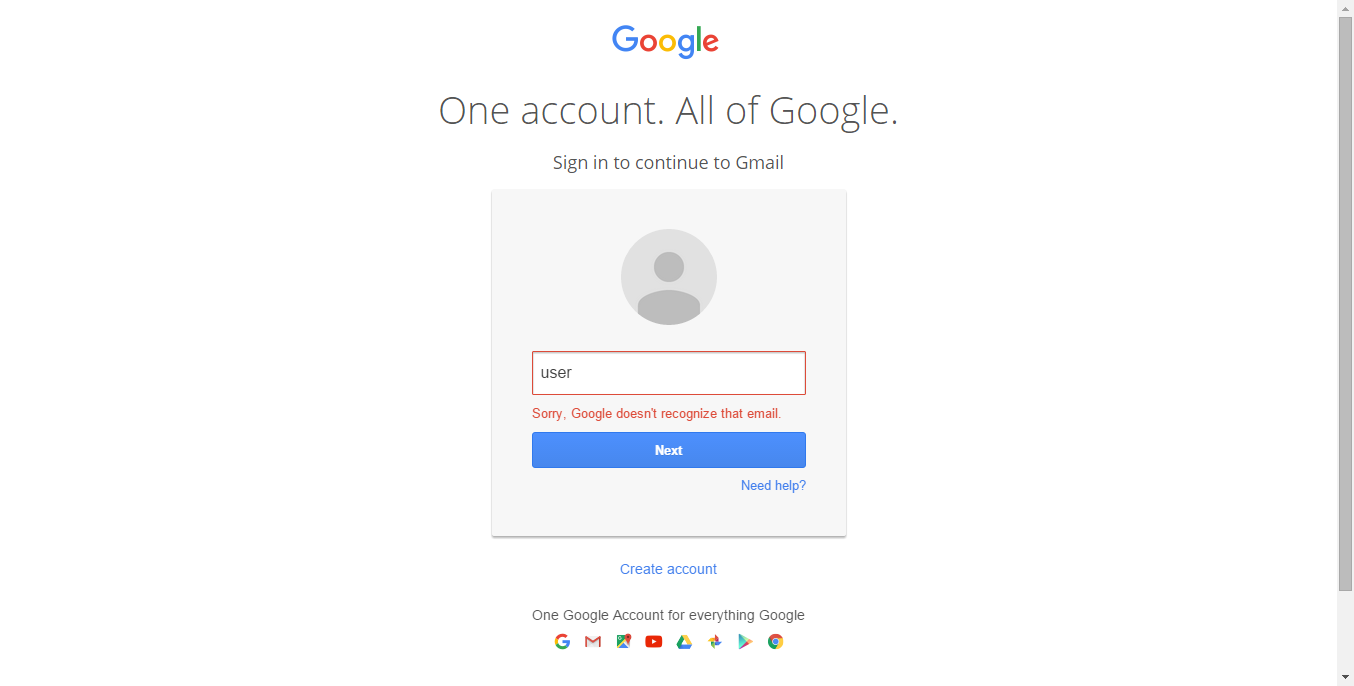 Google
One account. All of Google.
Sign in to continue to Gmail
user
Sorry, Google doesn't recognize that email.
Next
Need help?
Create account
One Google Account for everything Google